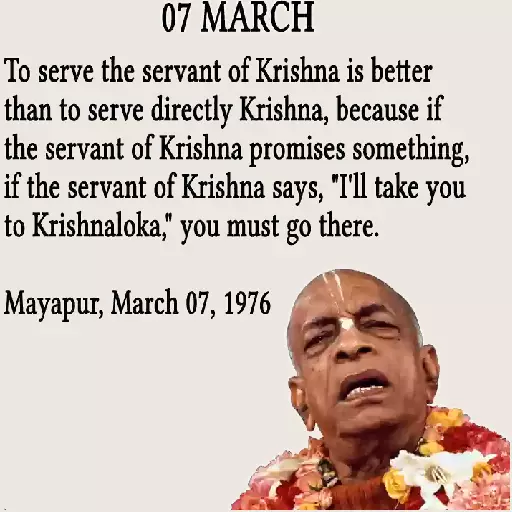 07 MARCH
To serve the servant of Krishna is better
than to serve directly Krishna, because if
the servant of Krishna promises something,
if the servant of Krishna says, "I'll take you
to Krishnaloka," you must go there.
Mayapur, March 07, 1976